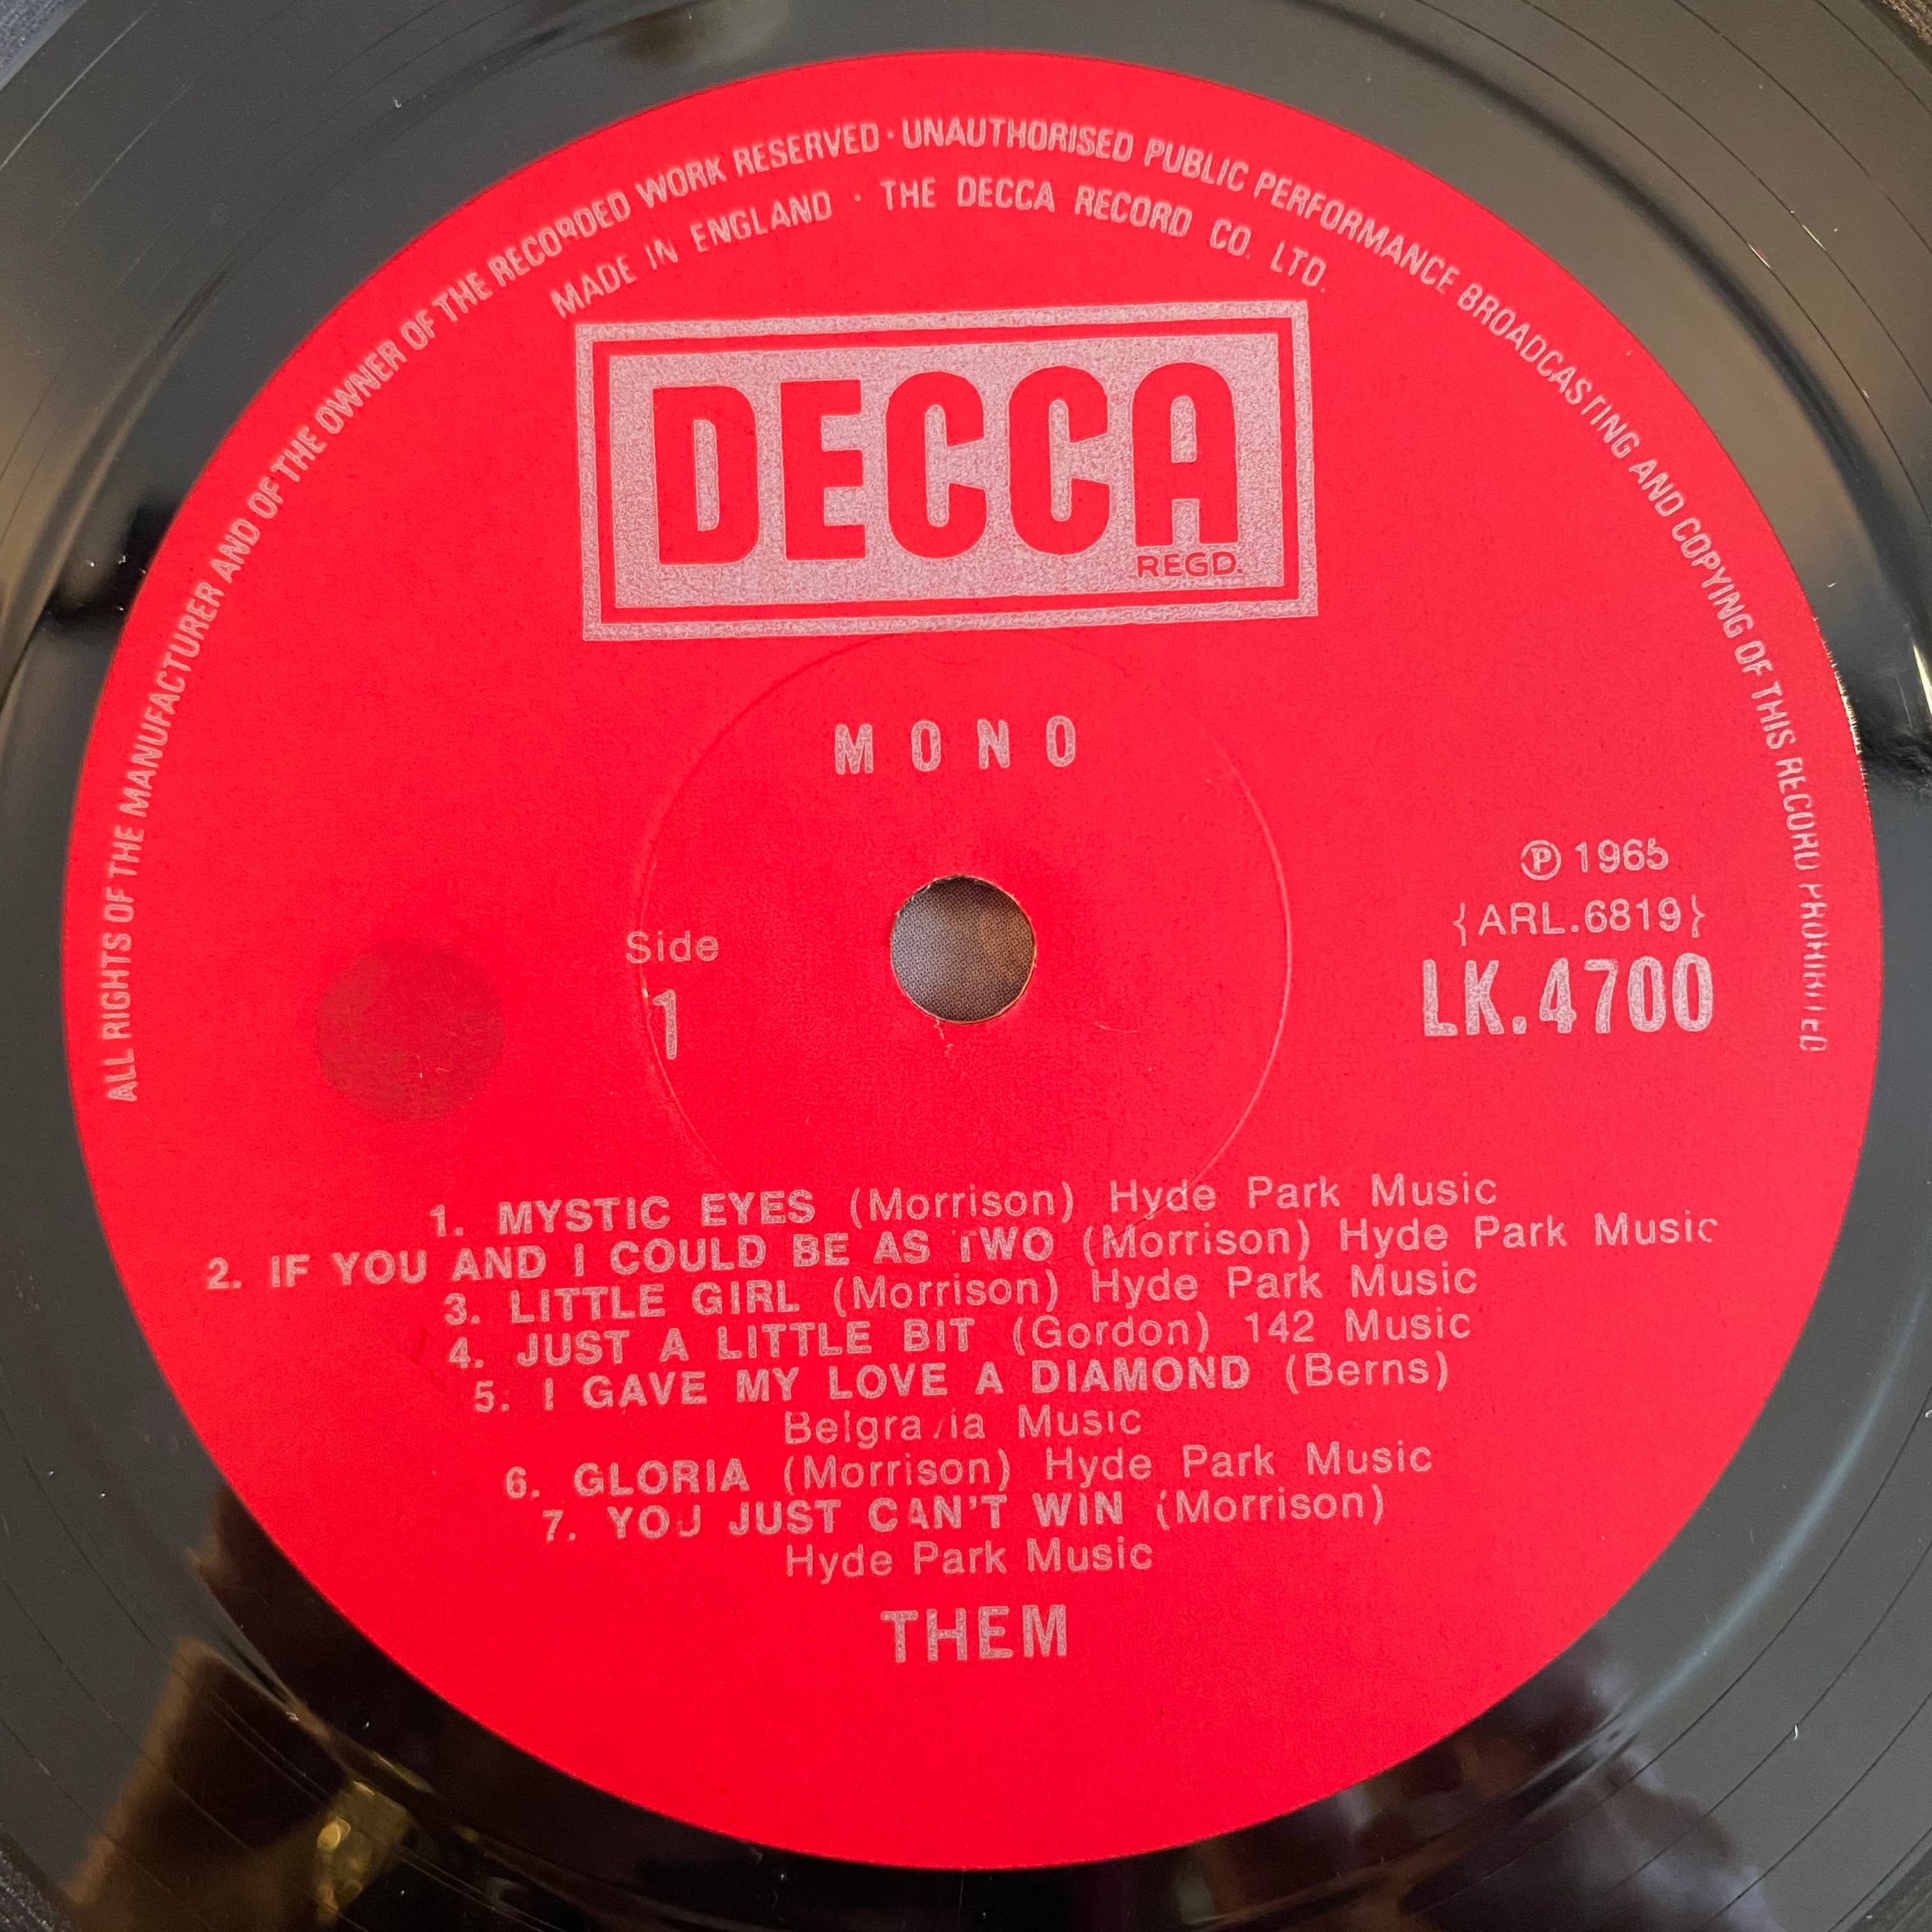 ALL RIGHTS OF THE MANUFACTURER AND OF THE OWNER OF THE RECORDED WORK RESERVED · UNAUTHORISED PUBLIC PERFORMANCE BROADCASTING AND COPYING OF THIS RECORD PROHIBITED
MADE IN ENGLAND · THE DECCA RECORD CO. LTD.
DECCA
REGD.
MONO
Ⓟ 1965
{ARL.6819}
LK.4700
Side
1
1. MYSTIC EYES (Morrison) Hyde Park Music
2. IF YOU AND I COULD BE AS TWO (Morrison) Hyde Park Music
3. LITTLE GIRL (Morrison) Hyde Park Music
4. JUST A LITTLE BIT (Gordon) 142 Music
5. I GAVE MY LOVE A DIAMOND (Berns)
Belgravia Music
6. GLORIA (Morrison) Hyde Park Music
7. YOU JUST CAN'T WIN (Morrison)
Hyde Park Music
THEM